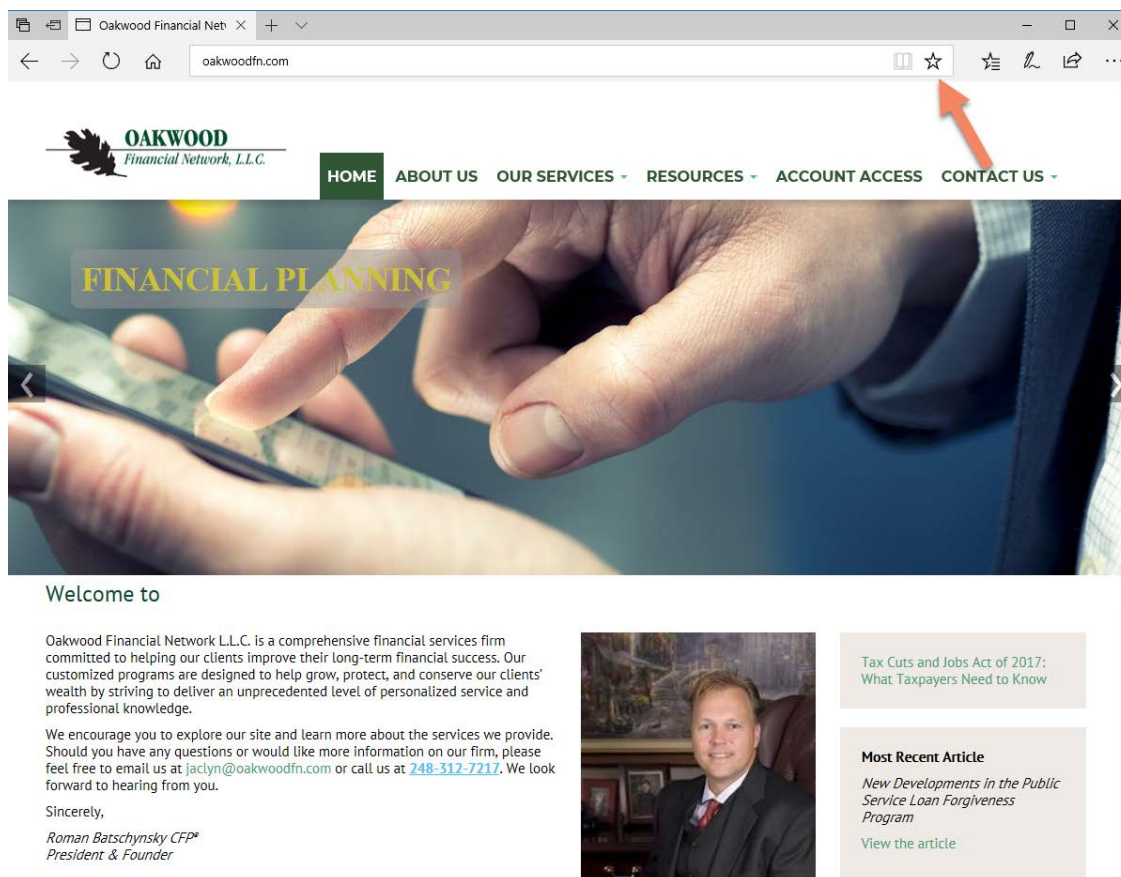 Oakwood Financial Netv
oakwoodfn.com
OAKWOOD
Financial Network, L.L.C.
HOME ABOUT US OUR SERVICES RESOURCES ACCOUNT ACCESS CONTACT US
FINANCIAL PLANNING
Welcome to
Oakwood Financial Network L.L.C. is a comprehensive financial services firm
committed to helping our clients improve their long-term financial success. Our
customized programs are designed to help grow, protect, and conserve our clients'
wealth by striving to deliver an unprecedented level of personalized service and
professional knowledge.
We encourage you to explore our site and learn more about the services we provide.
Should you have any questions or would like more information on our firm, please
feel free to email us at jaclyn@oakwoodfn.com or call us at 248-312-7217. We look
forward to hearing from you.
Sincerely,
Roman Batschynsky CFP®
President & Founder
Tax Cuts and Jobs Act of 2017:
What Taxpayers Need to Know
Most Recent Article
New Developments in the Public
Service Loan Forgiveness
Program
View the article